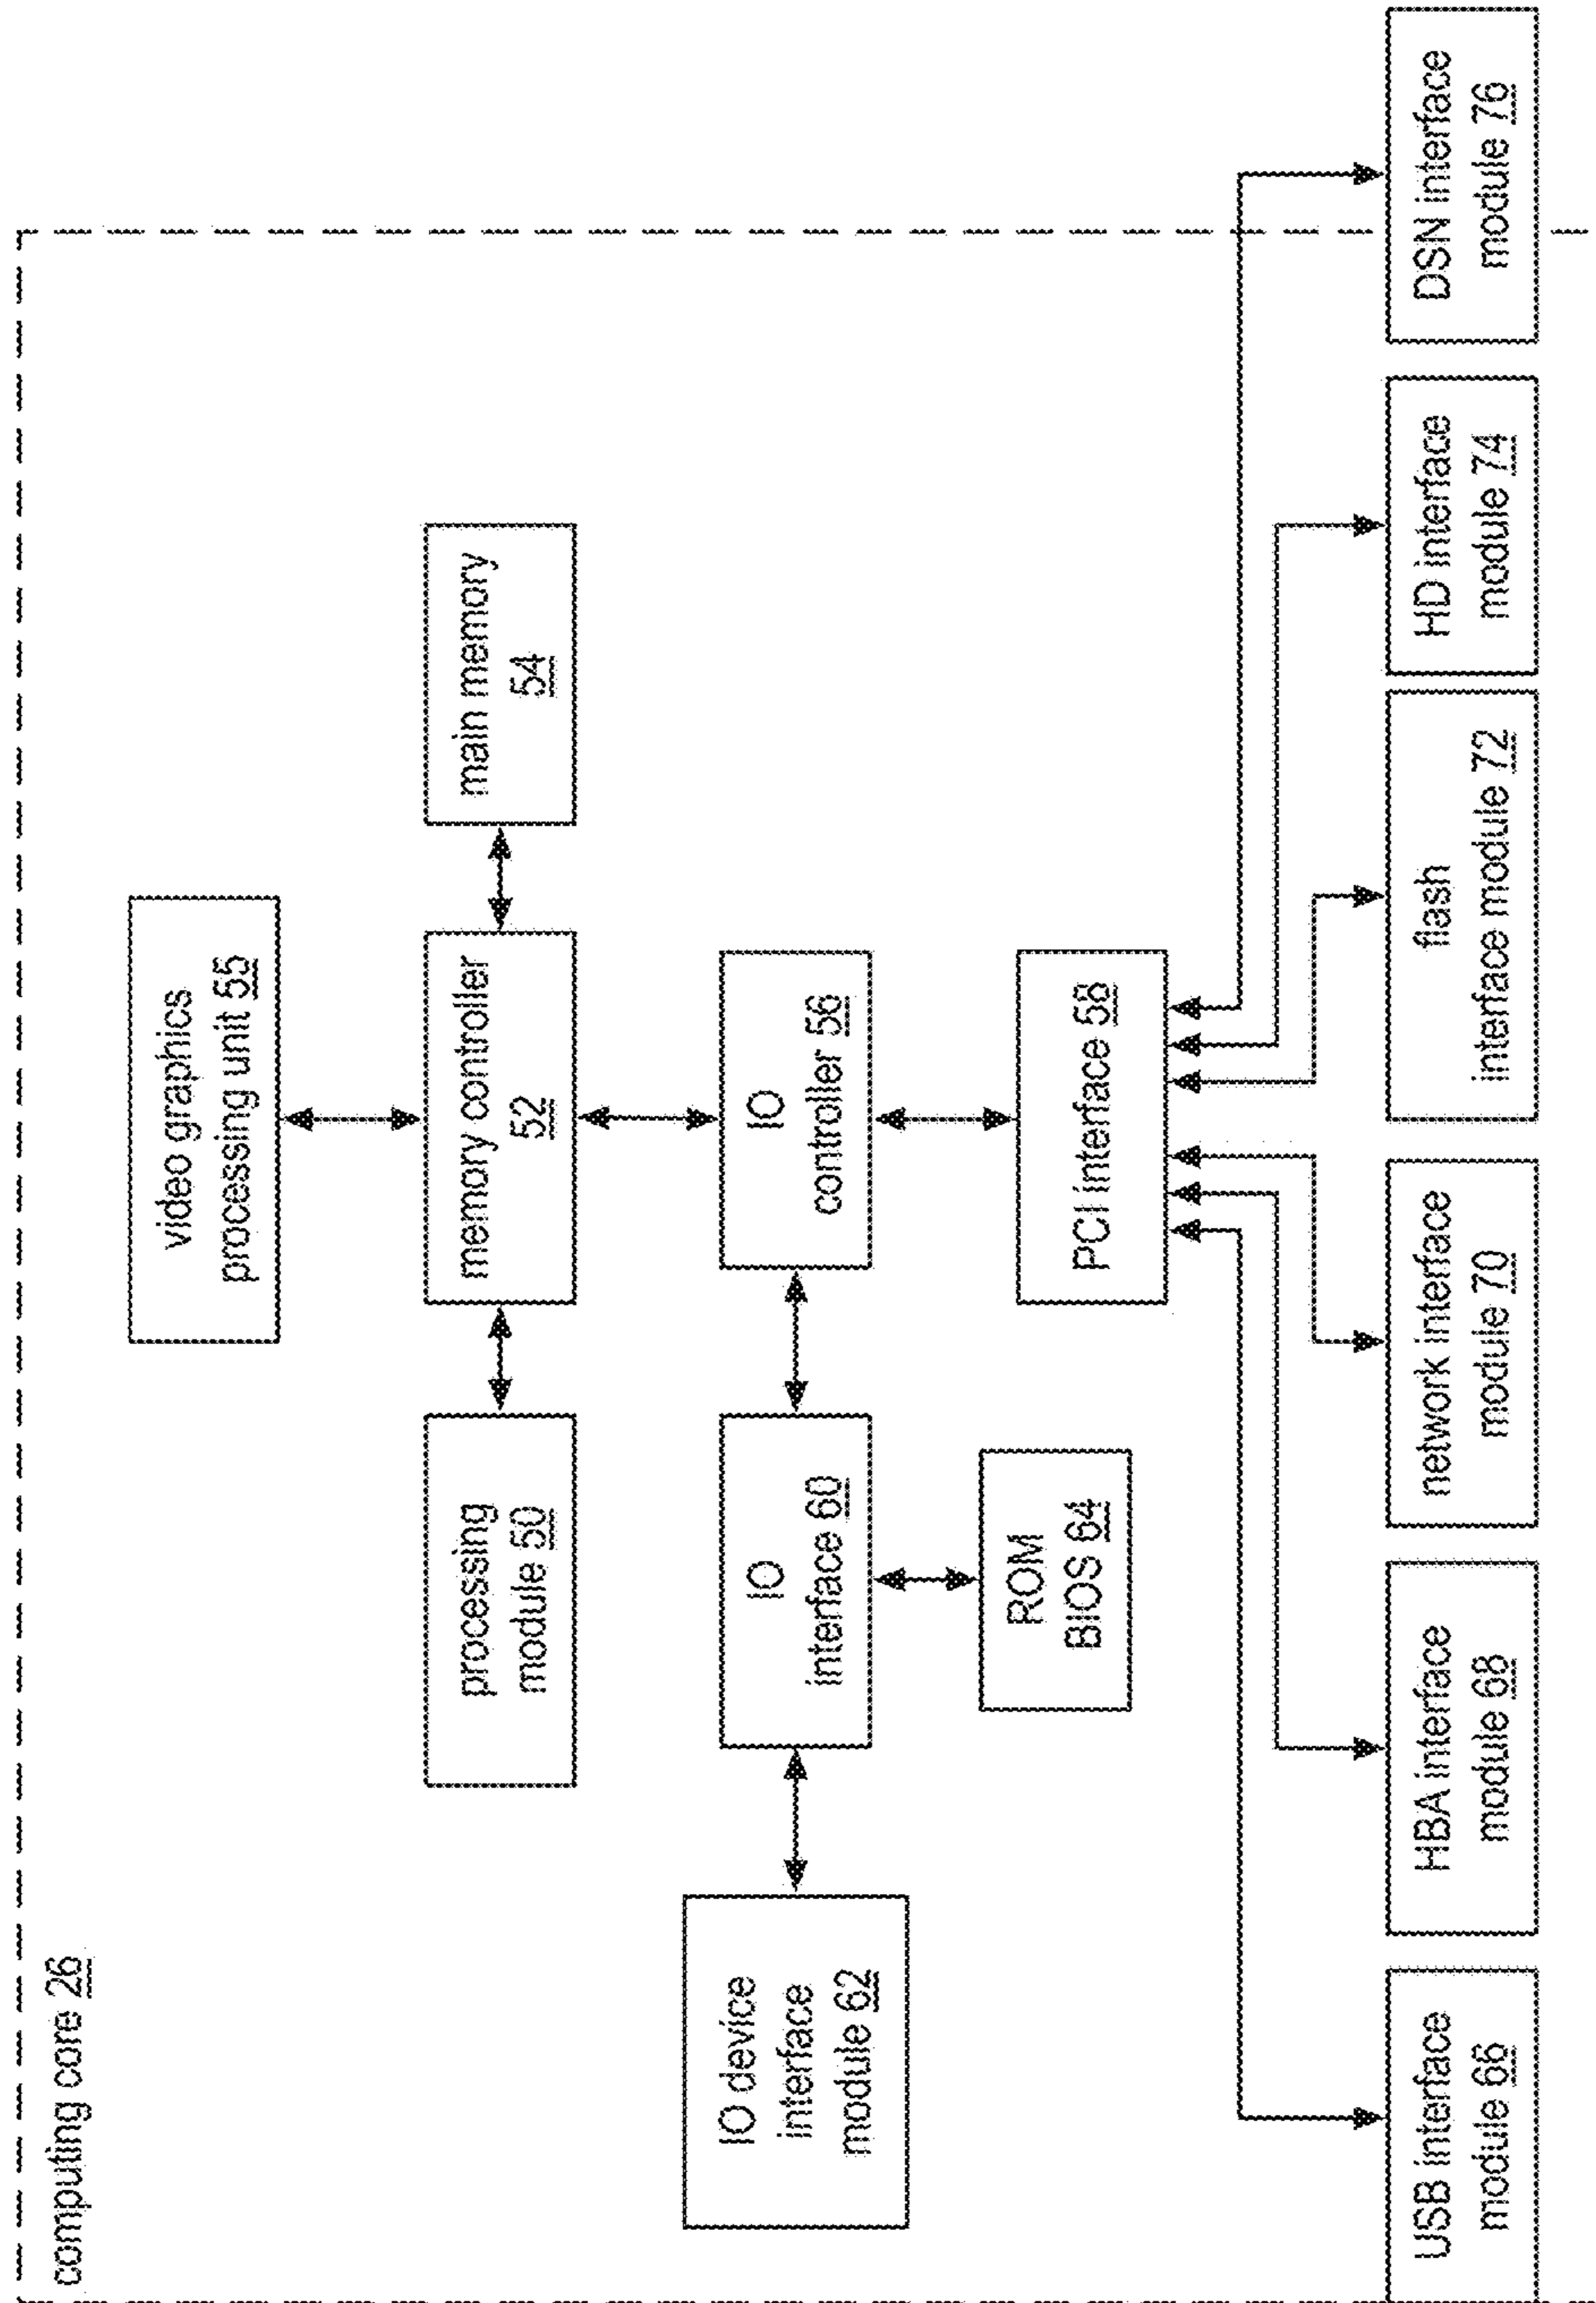 computing core 26
video graphics
processing unit 55
processing
module 50
memory controller
52
main memory
54
IO device
interface
module 62
IO
interface 60
IO
controller 56
ROM
BIOS 64
PCI interface 58
USB interface
module 66
HBA interface
module 68
network interface
module 70
flash
interface module 72
HD interface
module 74
DSN interface
module 76